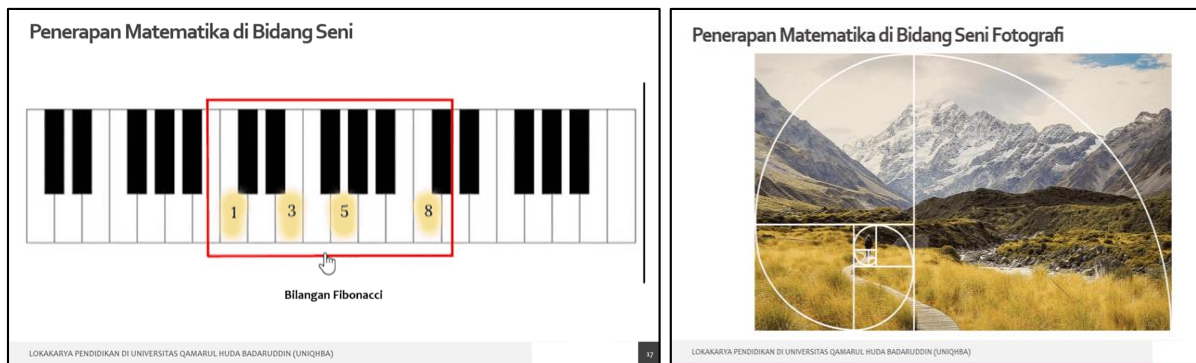 Penerapan Matematika di Bidang Seni
1 3 5 8
Bilangan Fibonacci
LOKAKARYA PENDIDIKAN DI UNIVERSITAS QAMARUL HUDA BADARUDDIN (UNIQHBA)
17
Penerapan Matematika di Bidang Seni Fotografi
LOKAKARYA PENDIDIKAN DI UNIVERSITAS QAMARUL HUDA BADARUDDIN (UNIQHBA)